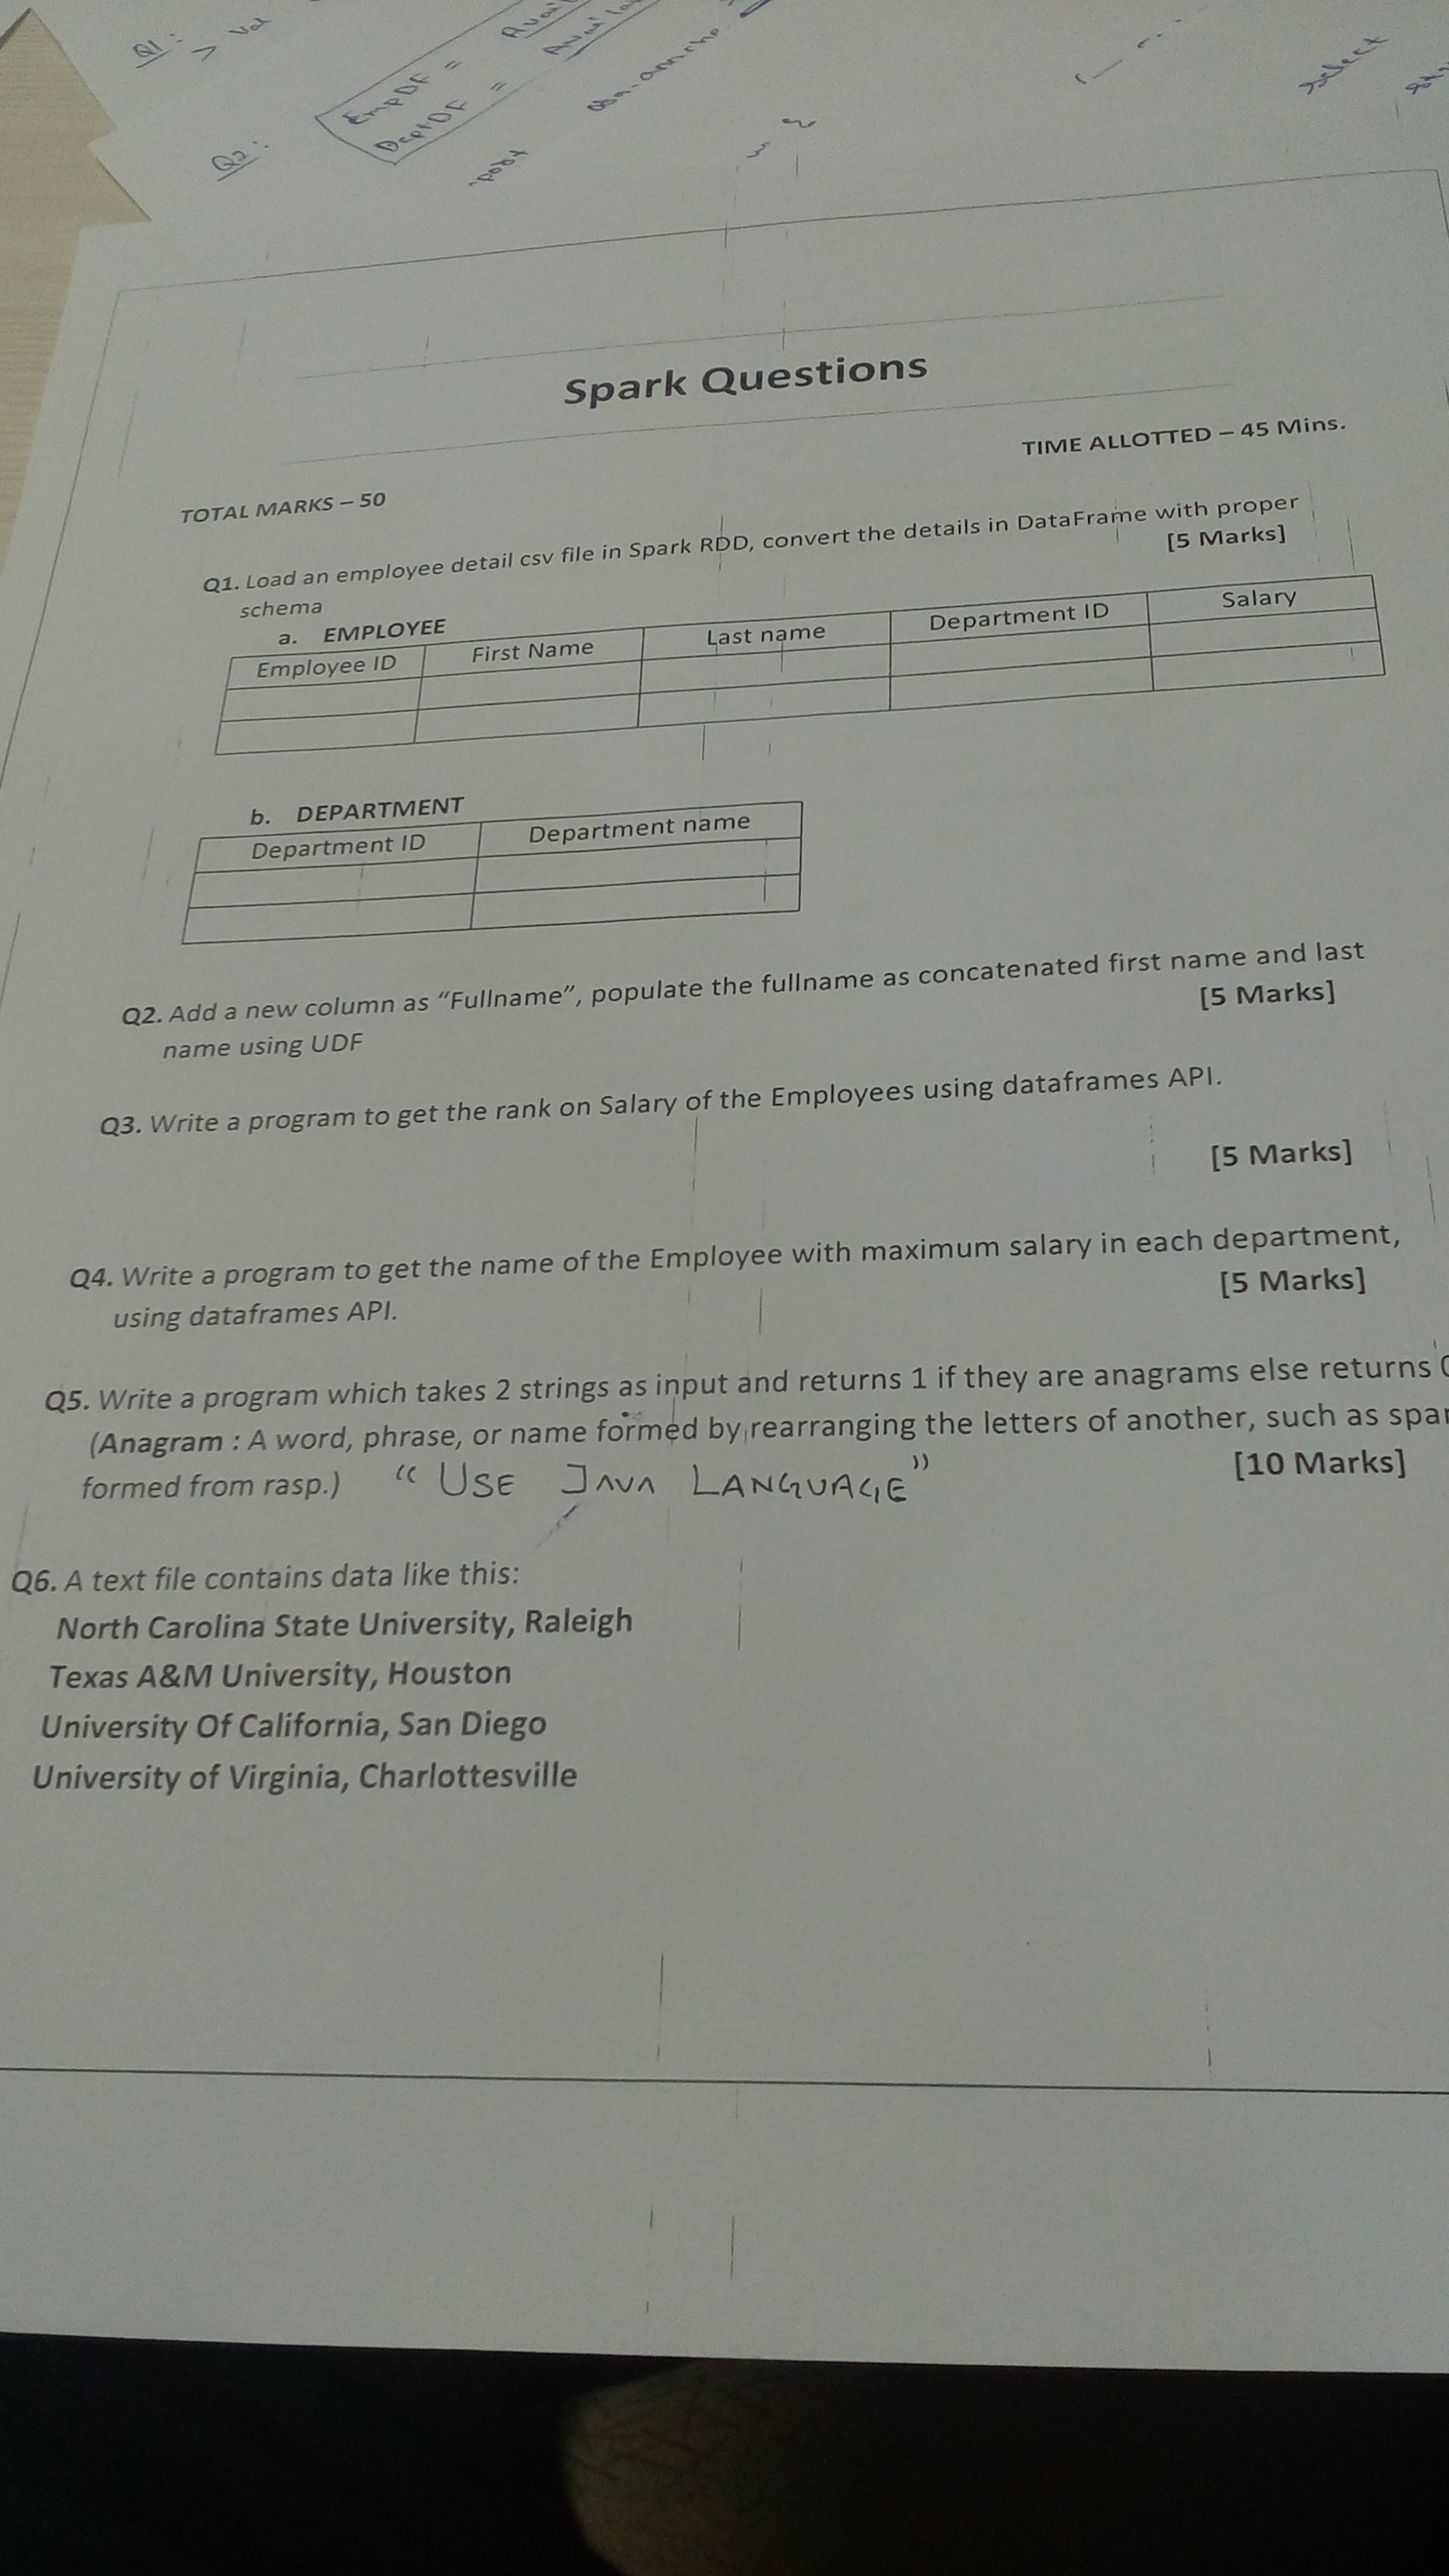 Q1:
> Val
EmpDF =
DeptDF =
Q2:
select
Spark Questions
TIME ALLOTTED – 45 Mins.
TOTAL MARKS – 50
Q1. Load an employee detail csv file in Spark RDD, convert the details in DataFrame with proper
schema [5 Marks]
a. EMPLOYEE
Employee ID First Name Last name Department ID Salary
b. DEPARTMENT
Department ID Department name
Q2. Add a new column as “Fullname”, populate the fullname as concatenated first name and last
name using UDF [5 Marks]
Q3. Write a program to get the rank on Salary of the Employees using dataframes API.
[5 Marks]
Q4. Write a program to get the name of the Employee with maximum salary in each department,
using dataframes API. [5 Marks]
Q5. Write a program which takes 2 strings as input and returns 1 if they are anagrams else returns
(Anagram : A word, phrase, or name formed by rearranging the letters of another, such as
formed from rasp.) “USE JAVA LANGUAGE” [10 Marks]
Q6. A text file contains data like this:
North Carolina State University, Raleigh
Texas A&M University, Houston
University Of California, San Diego
University of Virginia, Charlottesville